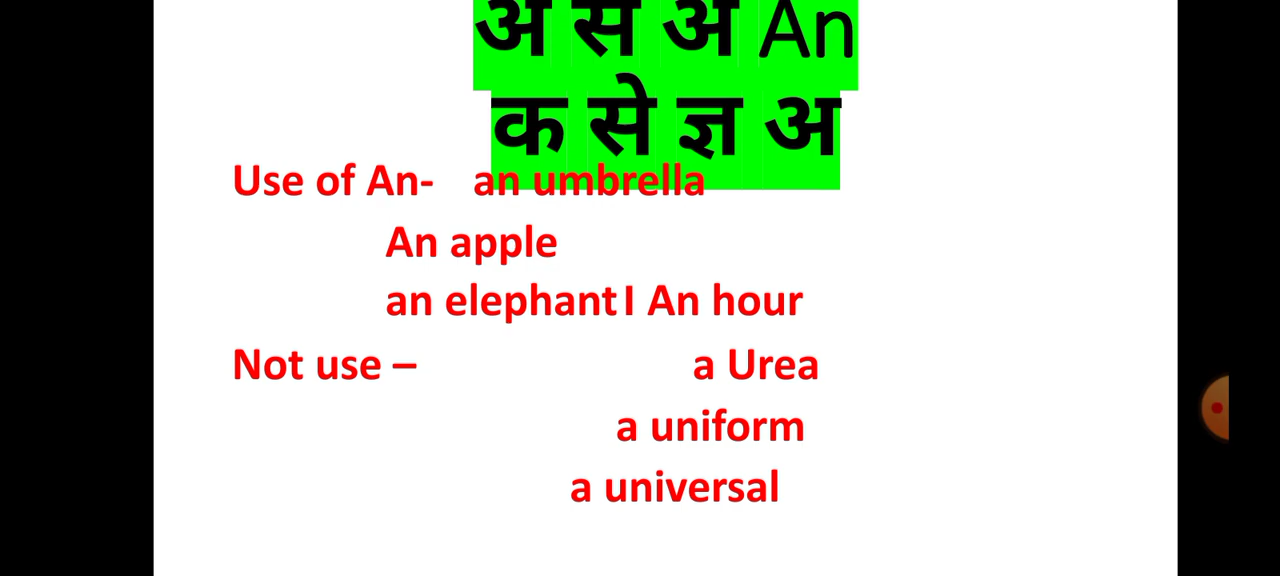 अ से अ An
क से ज्ञ अ
Use of An- an umbrella
An apple
an elephant I An hour
Not use – a Urea
a uniform
a universal